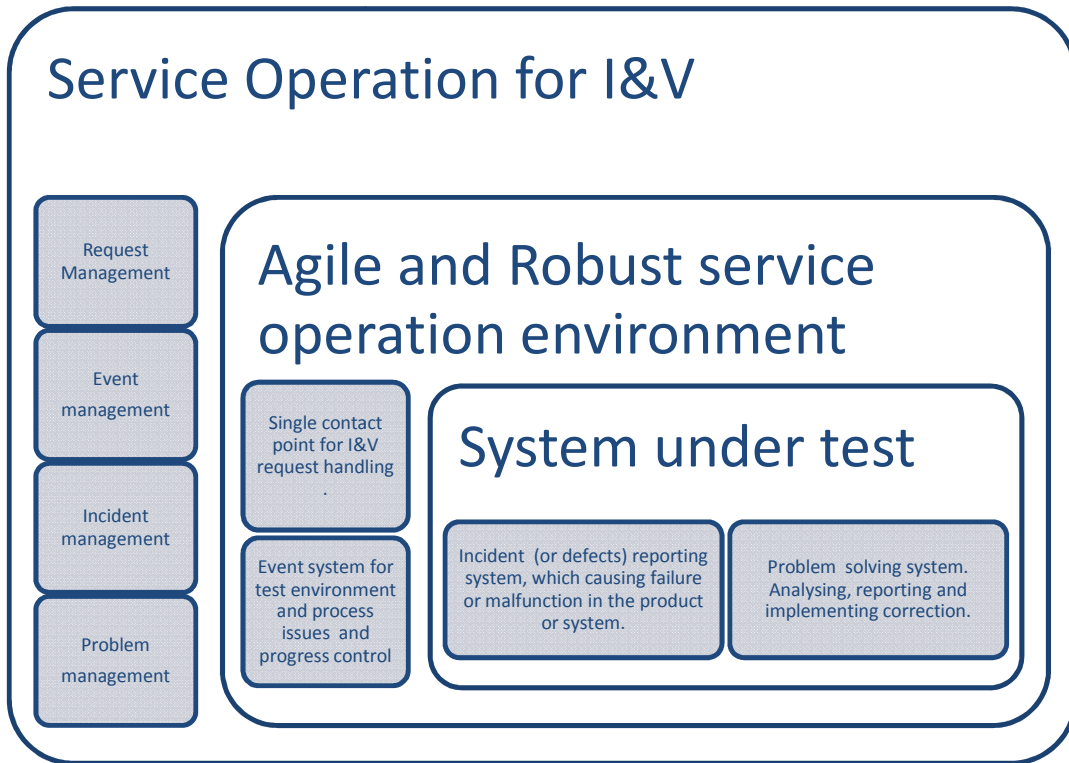 Service Operation for I&V
Request
Management
Event
management
Incident
management
Problem
management
Agile and Robust service
operation environment
Single contact
point for I&V
request handling
.
Event system for
test environment
and process
issues and
progress control
System under test
Incident (or defects) reporting
system, which causing failure
or malfunction in the product
or system.
Problem solving system.
Analysing, reporting and
implementing correction.